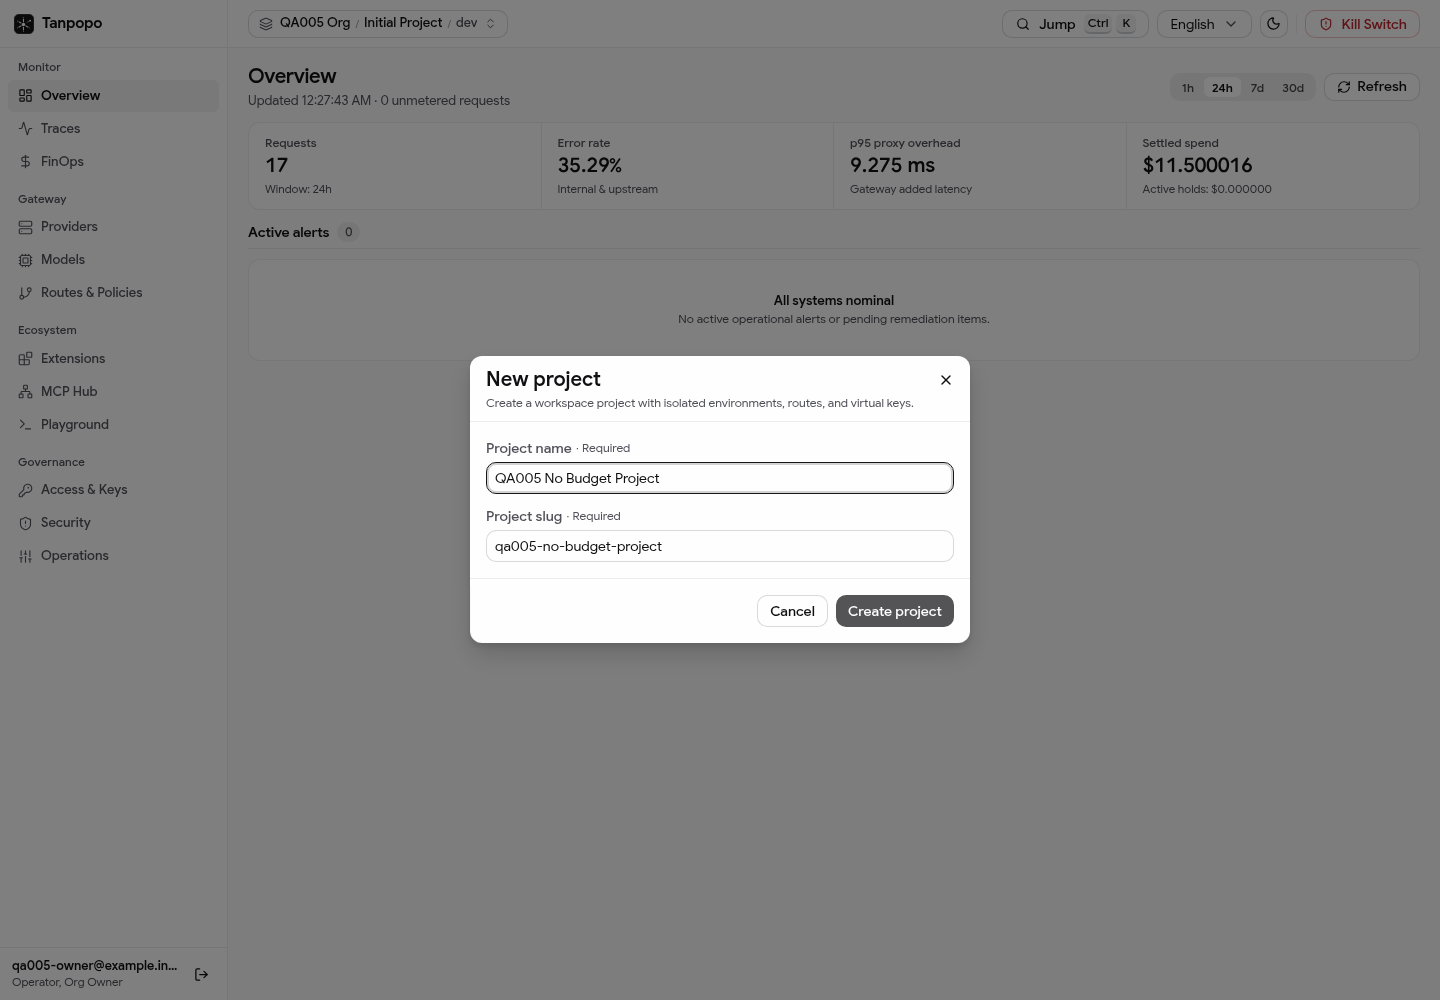 Tanpopo
QA005 Org / Initial Project / dev
Jump Ctrl K
English
Kill Switch
Monitor
Overview
Traces
FinOps
Gateway
Providers
Models
Routes & Policies
Ecosystem
Extensions
MCP Hub
Playground
Governance
Access & Keys
Security
Operations
qa005-owner@example.in...
Operator, Org Owner
Overview
Updated 12:27:43 AM · 0 unmetered requests
1h 24h 7d 30d
Refresh
Requests
17
Window: 24h
Error rate
35.29%
Internal & upstream
p95 proxy overhead
9.275 ms
Gateway added latency
Settled spend
$11.500016
Active holds: $0.000000
Active alerts 0
All systems nominal
No active operational alerts or pending remediation items.
New project
Create a workspace project with isolated environments, routes, and virtual keys.
Project name · Required
QA005 No Budget Project
Project slug · Required
qa005-no-budget-project
Cancel
Create project